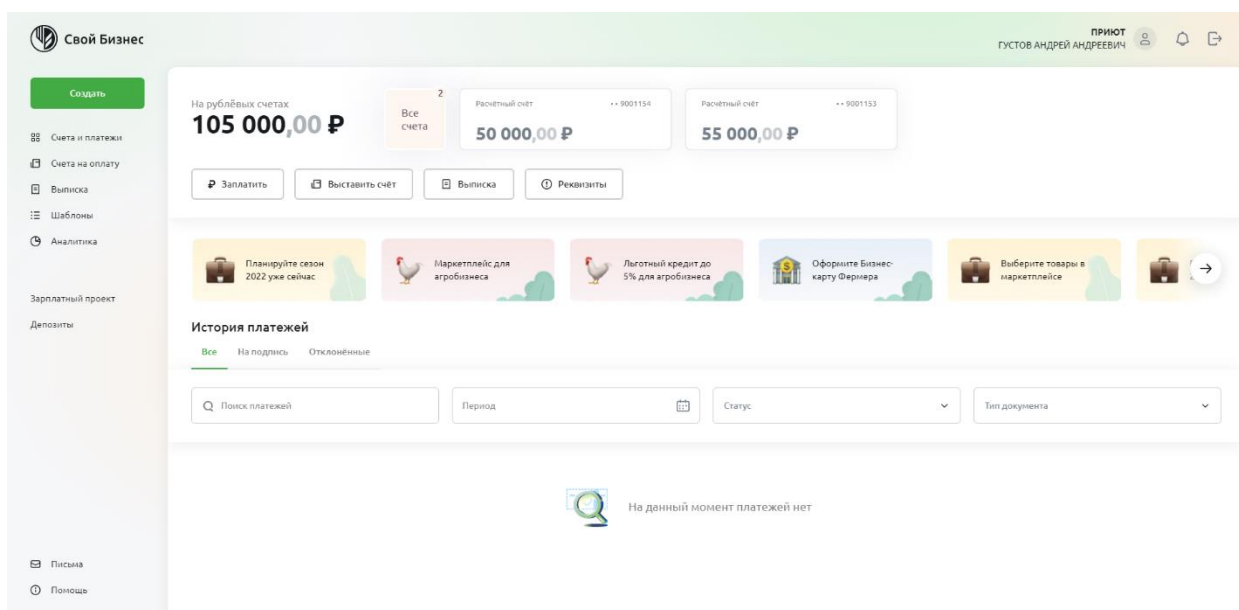 Свой Бизнес
ПРИЮТ
ГУСТОВ АНДРЕЙ АНДРЕЕВИЧ
Создать
Счета и платежи
Счета на оплату
Выписка
Шаблоны
Аналитика
Зарплатный проект
Депозиты
Письма
Помощь
На рублёвых счетах
105 000,00 ₽
2
Все
счета
Расчётный счёт •• 9001154
50 000,00 ₽
Расчётный счёт •• 9001153
55 000,00 ₽
₽ Заплатить
Выставить счёт
Выписка
Реквизиты
Планируйте сезон
2022 уже сейчас
Маркетплейс для
агробизнеса
Льготный кредит до
5% для агробизнеса
Оформите Бизнес-
карту Фермера
Выберите товары в
маркетплейсе
История платежей
Все На подпись Отклонённые
Поиск платежей
Период
Статус
Тип документа
На данный момент платежей нет